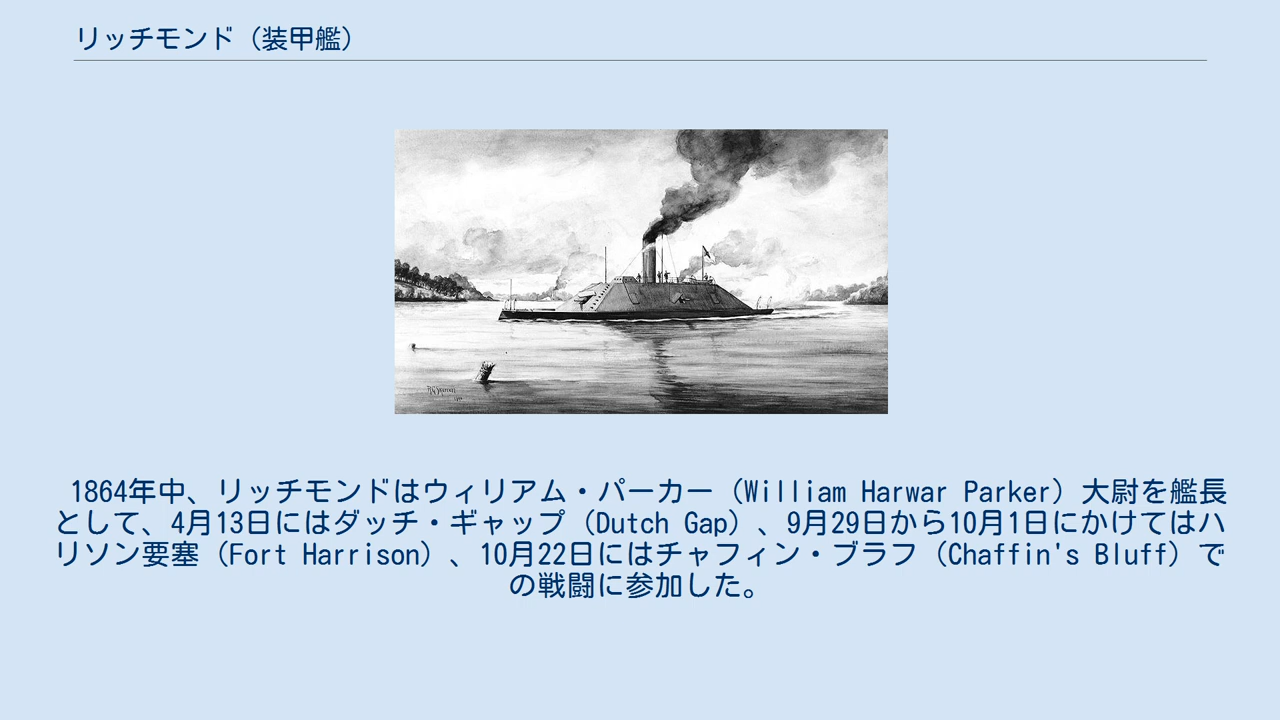 リッチモンド（装甲艦）
1864年中、リッチモンドはウィリアム・パーカー（William Harwar Parker）大尉を艦長
として、4月13日にはダッチ・ギャップ（Dutch Gap）、9月29日から10月1日にかけてはハ
リソン要塞（Fort Harrison）、10月22日にはチャフィン・ブラフ（Chaffin's Bluff）で
の戦闘に参加した。